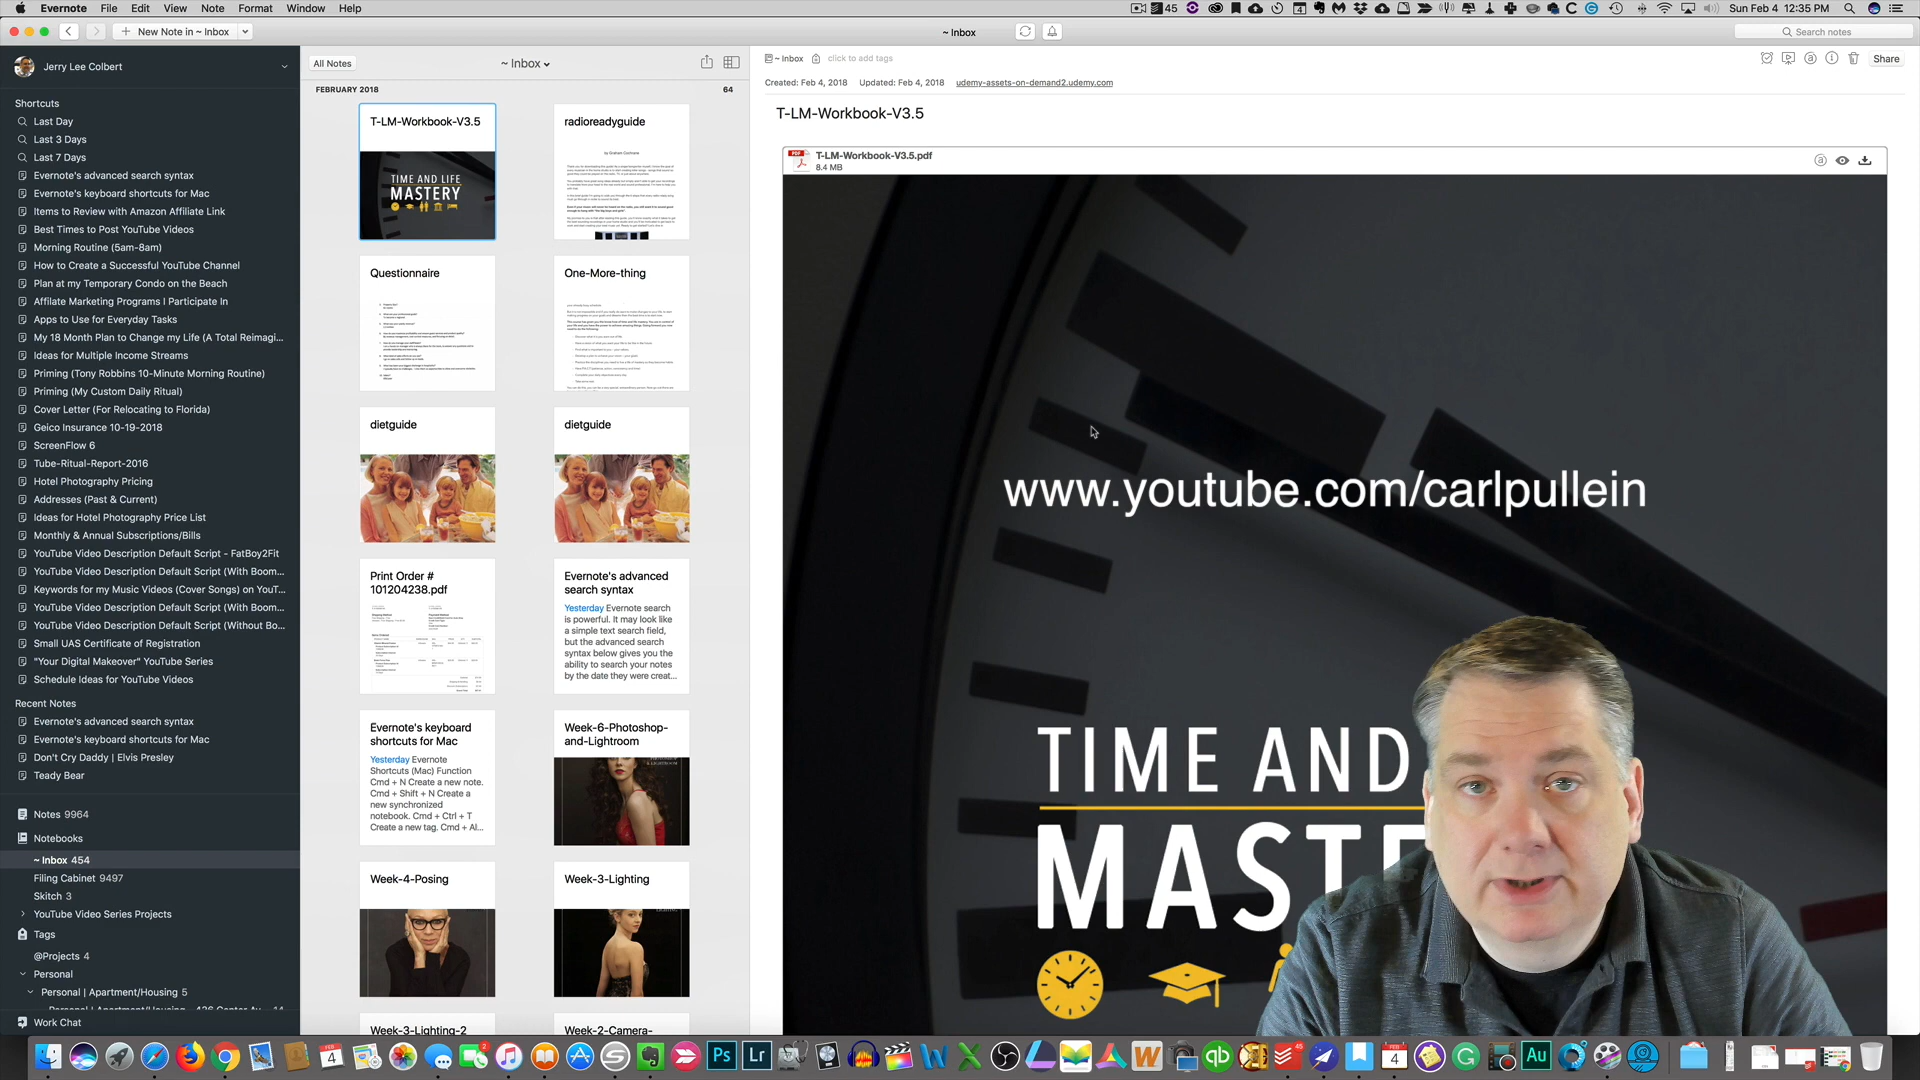 Evernote File Edit View Note Format Window Help
45 Sun Feb 4 12:35 PM
New Note in ~ Inbox
~ Inbox
Search notes
Jerry Lee Colbert
Shortcuts
Last Day
Last 3 Days
Last 7 Days
Evernote's advanced search syntax
Evernote's keyboard shortcuts for Mac
Items to Review with Amazon Affiliate Link
Best Times to Post YouTube Videos
Morning Routine (5am-8am)
How to Create a Successful YouTube Channel
Plan at my Temporary Condo on the Beach
Affilate Marketing Programs I Participate In
Apps to Use for Everyday Tasks
My 18 Month Plan to Change my Life (A Total Reimagi...
Ideas for Multiple Income Streams
Priming (Tony Robbins 10-Minute Morning Routine)
Priming (My Custom Daily Ritual)
Cover Letter (For Relocating to Florida)
Geico Insurance 10-19-2018
ScreenFlow 6
Tube-Ritual-Report-2016
Hotel Photography Pricing
Addresses (Past & Current)
Ideas for Hotel Photography Price List
Monthly & Annual Subscriptions/Bills
YouTube Video Description Default Script - FatBoy2Fit
YouTube Video Description Default Script (With Boom...
Keywords for my Music Videos (Cover Songs) on YouT...
YouTube Video Description Default Script (With Boom...
YouTube Video Description Default Script (Without Bo...
Small UAS Certificate of Registration
"Your Digital Makeover" YouTube Series
Schedule Ideas for YouTube Videos
Recent Notes
Evernote's advanced search syntax
Evernote's keyboard shortcuts for Mac
Don't Cry Daddy | Elvis Presley
Teady Bear
Notes 9964
Notebooks
~ Inbox 454
Filing Cabinet 9497
Skitch 3
YouTube Video Series Projects
Tags
@Projects 4
Personal
Personal | Apartment/Housing 5
Work Chat
All Notes
~ Inbox
FEBRUARY 2018 64
T-LM-Workbook-V3.5
TIME AND LIFE
MASTERY
radioreadyguide
by Graham Cochrane
Questionnaire
One-More-thing
dietguide
dietguide
Print Order #
101204238.pdf
Evernote's advanced
search syntax
Yesterday Evernote search
is powerful. It may look like
a simple text search field,
but the advanced search
syntax below gives you the
ability to search your notes
by the date they were creat...
Evernote's keyboard
shortcuts for Mac
Yesterday Evernote
Shortcuts (Mac) Function
Cmd + N Create a new note.
Cmd + Shift + N Create a
new synchronized
notebook. Cmd + Ctrl + T
Create a new tag. Cmd + Al...
Week-6-Photoshop-
and-Lightroom
Week-4-Posing
Week-3-Lighting
Week-3-Lighting-2
Week-2-Camera-
~ Inbox click to add tags
Share
Created: Feb 4, 2018 Updated: Feb 4, 2018 udemy-assets-on-demand2.udemy.com
T-LM-Workbook-V3.5
T-LM-Workbook-V3.5.pdf
8.4 MB
www.youtube.com/carlpullein
TIME AND
MASTE